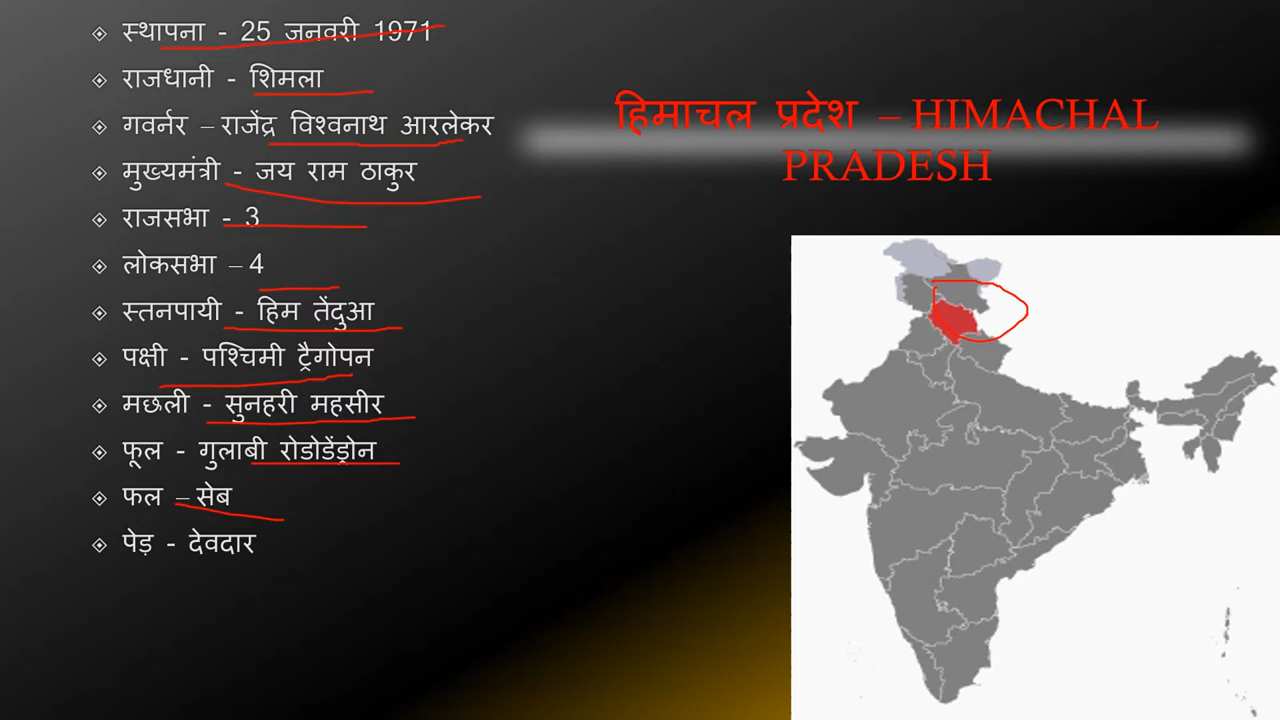 स्थापना - 25 जनवरी 1971
राजधानी - शिमला
गवर्नर – राजेंद्र विश्वनाथ आरलेकर
मुख्यमंत्री - जय राम ठाकुर
राजसभा - 3
लोकसभा – 4
स्तनपायी - हिम तेंदुआ
पक्षी - पश्चिमी ट्रैगोपन
मछली - सुनहरी महसीर
फूल - गुलाबी रोडोडेंड्रोन
फल – सेब
पेड़ - देवदार
हिमाचल प्रदेश – HIMACHAL
PRADESH